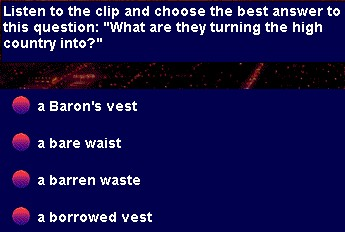 Listen to the clip and choose the best answer to
this question: "What are they turning the high
country into?"
a Baron's vest
a bare waist
a barren waste
a borrowed vest